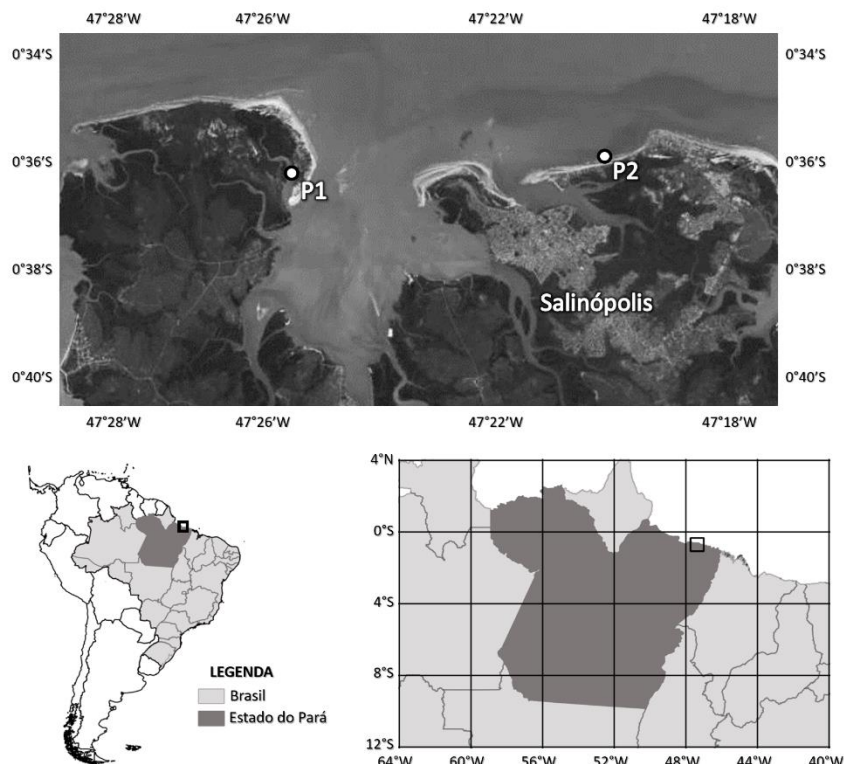 47°28’W 47°26’W 47°22’W 47°18’W
0°34’S 0°34’S
0°36’S 0°36’S
P1 P2
0°38’S 0°38’S
Salinópolis
0°40’S 0°40’S
47°28’W 47°26’W 47°22’W 47°18’W
4°N
0°S
4°S
8°S
12°S
64°W 60°W 56°W 52°W 48°W 44°W 40°W
LEGENDA
Brasil
Estado do Pará